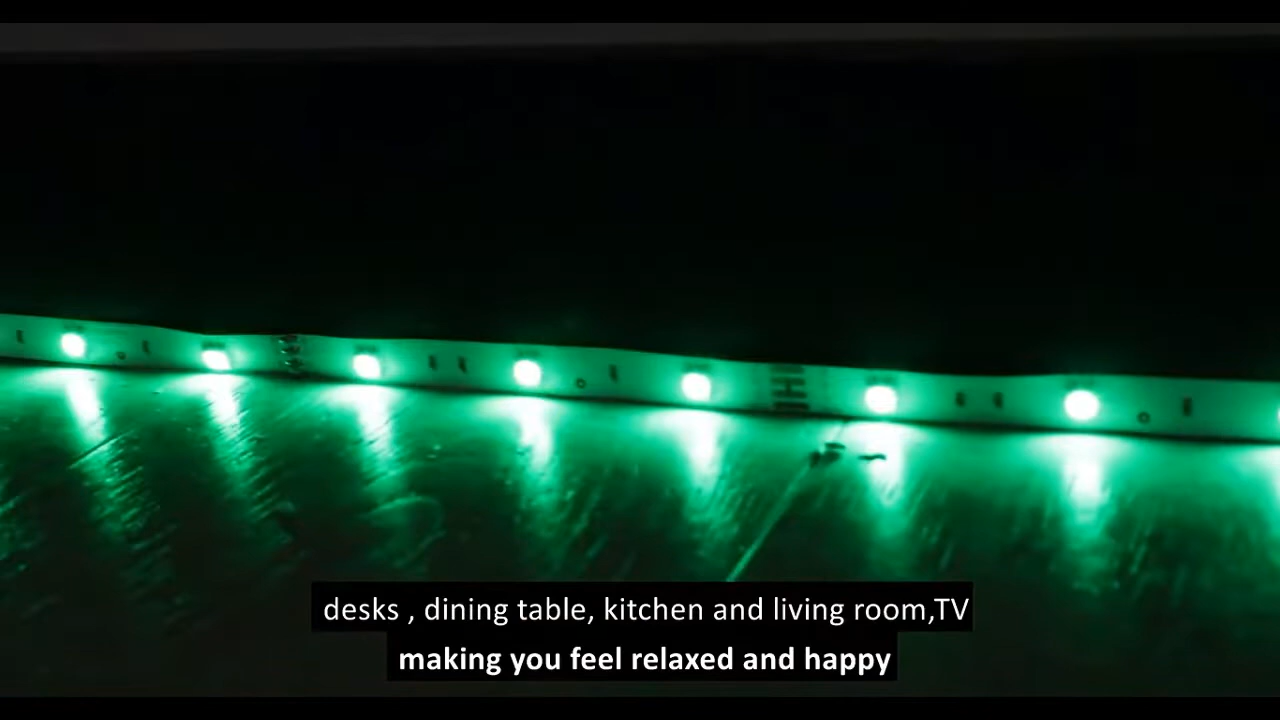 desks , dining table, kitchen and living room,TV
making you feel relaxed and happy